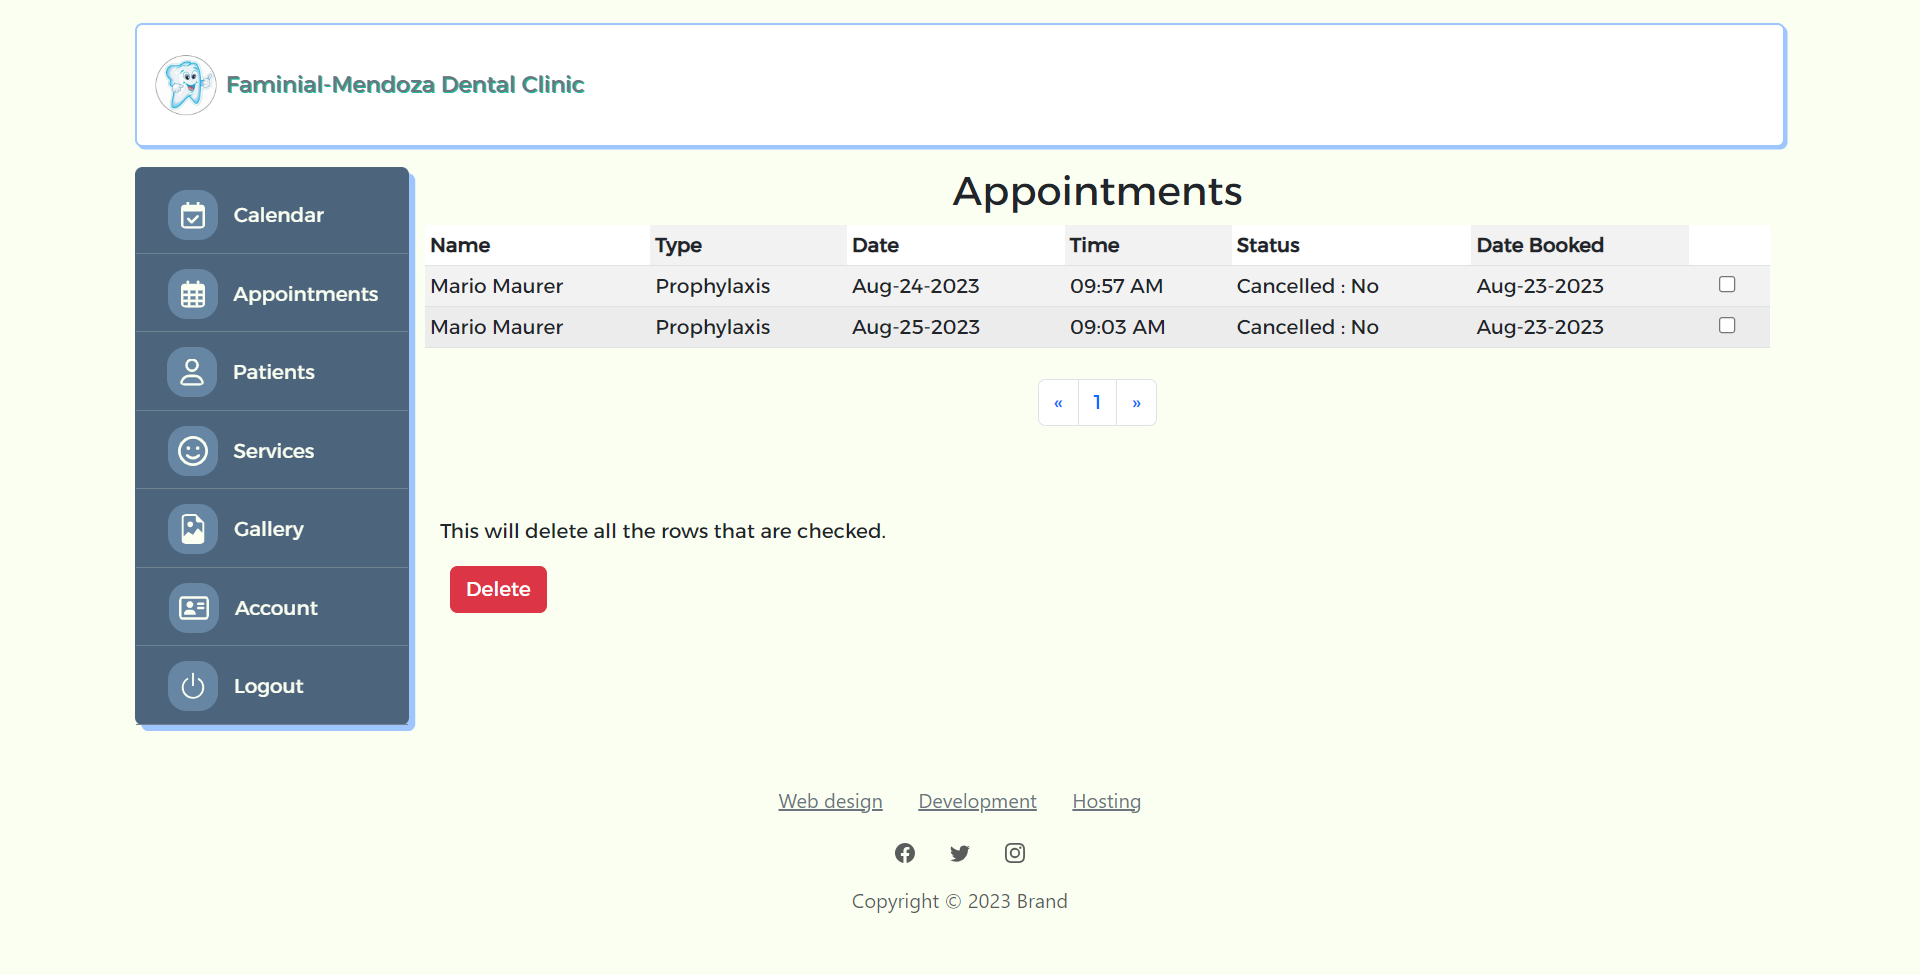 Faminial-Mendoza Dental Clinic
Calendar
Appointments
Patients
Services
Gallery
Account
Logout
Appointments
Name Type Date Time Status Date Booked
Mario Maurer Prophylaxis Aug-24-2023 09:57 AM Cancelled : No Aug-23-2023
Mario Maurer Prophylaxis Aug-25-2023 09:03 AM Cancelled : No Aug-23-2023
« 1 »
This will delete all the rows that are checked.
Delete
Web design Development Hosting
Copyright © 2023 Brand